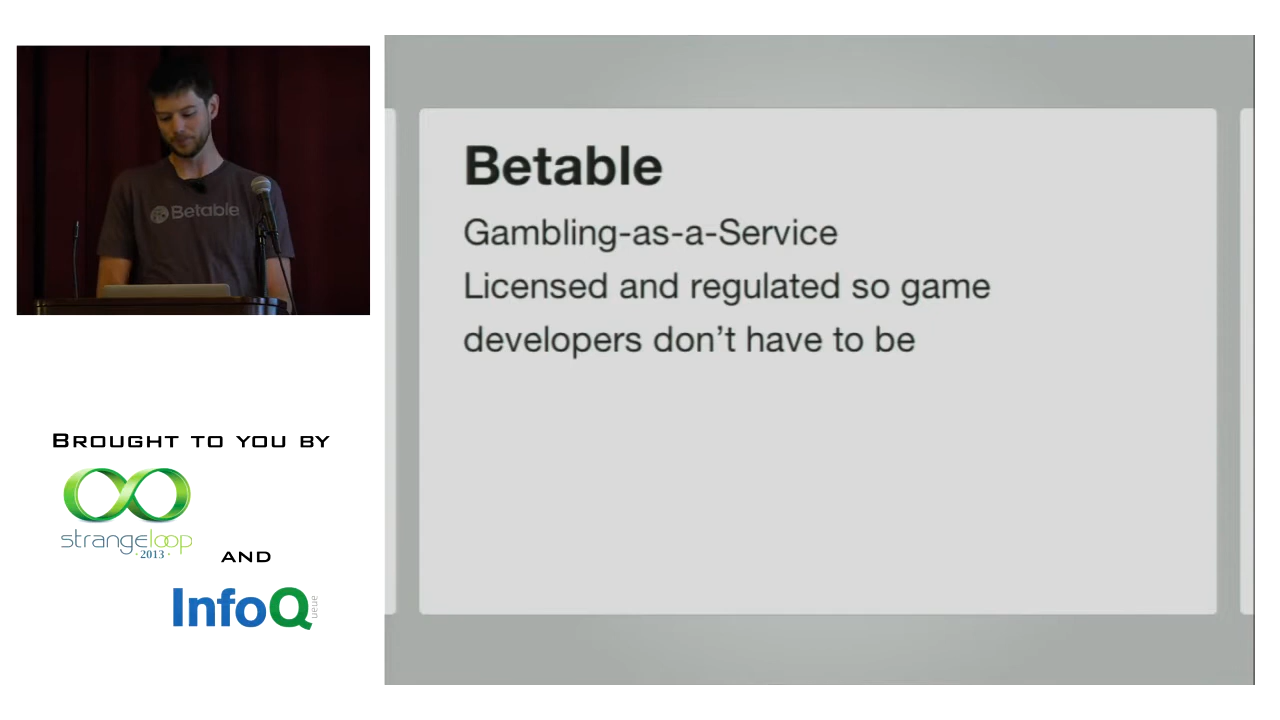 Betable
Betable
Gambling-as-a-Service
Licensed and regulated so game
developers don’t have to be
BROUGHT TO YOU BY
strangeloop
· 2013 ·
AND
InfoQ